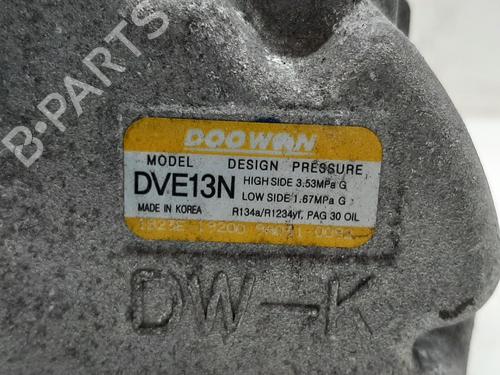 B-PARTS
DOOWON
MODEL DESIGN PRESSURE
DVE13N
HIGH SIDE 3.53MPa G
LOW SIDE 1.67MPa G
MADE IN KOREA
R134a/R1234yf, PAG 30 OIL
DW-K